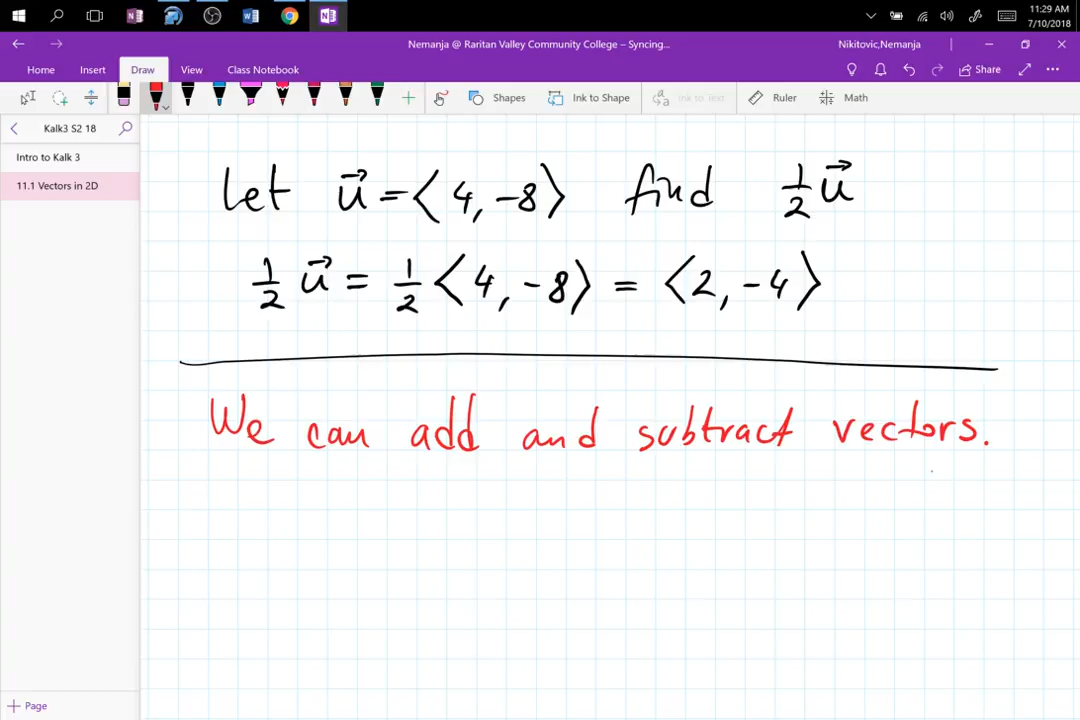 11:29 AM
7/10/2018
Nemanja @ Raritan Valley Community College – Syncing...
Nikitovic,Nemanja
Home Insert Draw View Class Notebook Share
Shapes Ink to Shape Ink to Text Ruler Math
Kalk3 S2 18
Intro to Kalk 3
11.1 Vectors in 2D
Let u⃗ = ⟨4, -8⟩ find ½ u⃗
½ u⃗ = ½ ⟨4, -8⟩ = ⟨2, -4⟩
We can add and subtract vectors.
+ Page